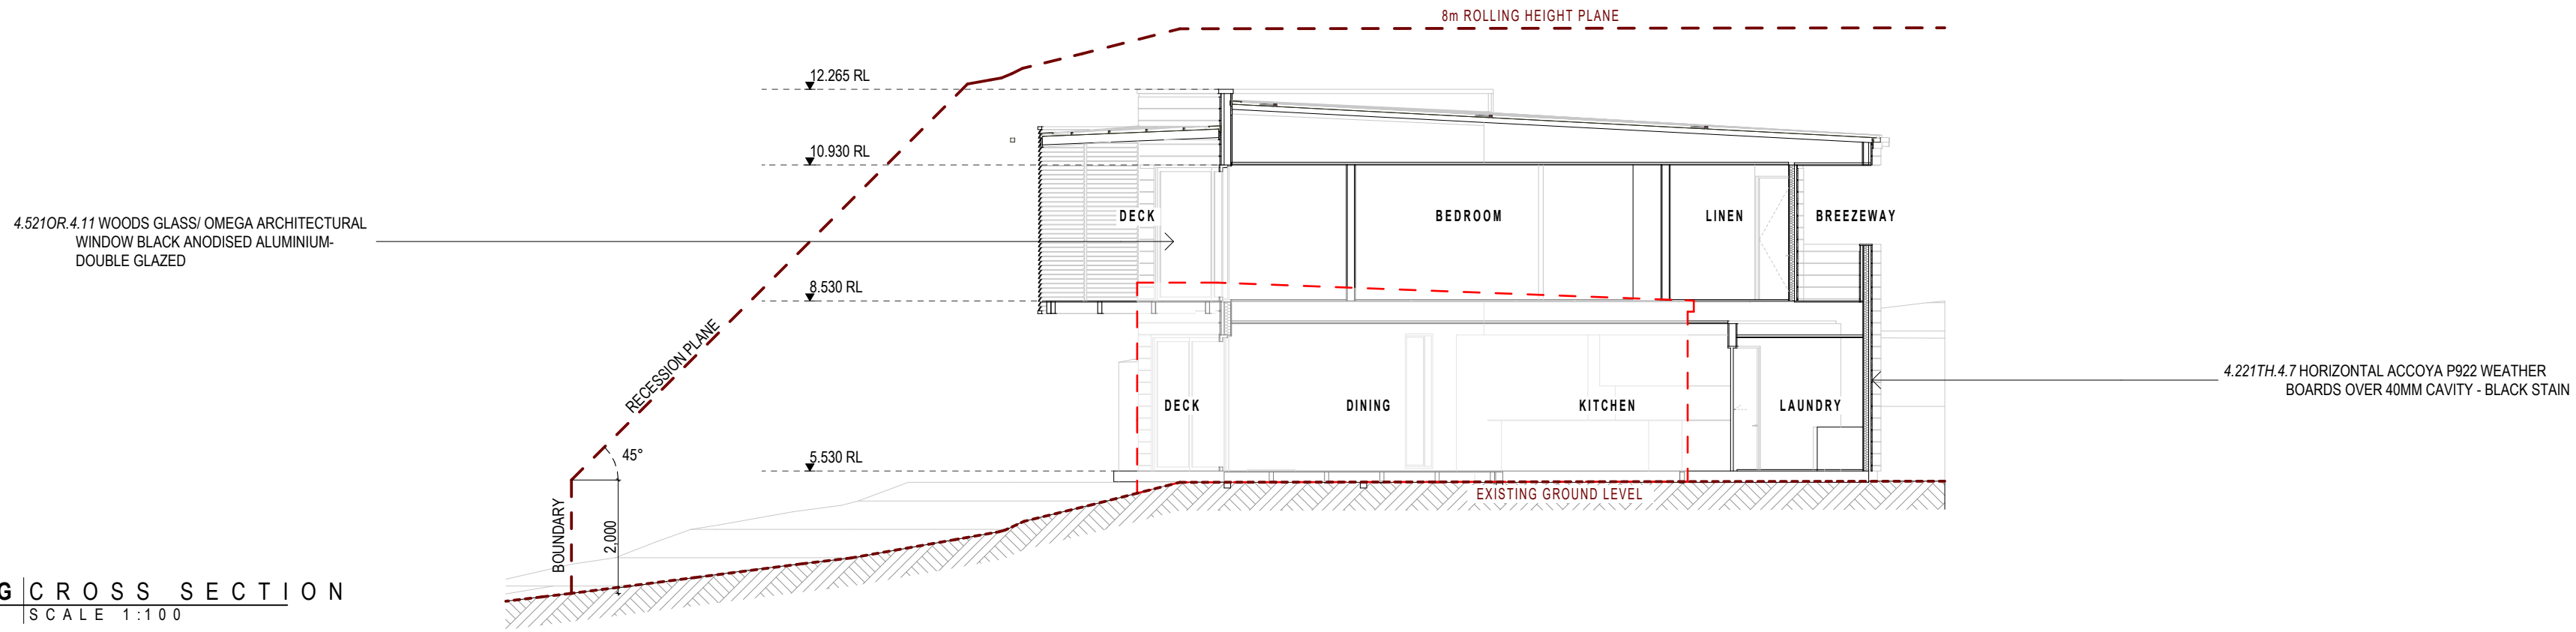 8m ROLLING HEIGHT PLANE
12.265 RL
10.930 RL
4.521OR.4.11 WOODS GLASS/ OMEGA ARCHITECTURAL
WINDOW BLACK ANODISED ALUMINIUM-
DOUBLE GLAZED
DECK
BEDROOM
LINEN
BREEZEWAY
8.530 RL
RECESSION PLANE
4.221TH.4.7 HORIZONTAL ACCOYA P922 WEATHER
BOARDS OVER 40MM CAVITY - BLACK STAIN
DECK
DINING
KITCHEN
LAUNDRY
5.530 RL
45°
EXISTING GROUND LEVEL
BOUNDARY
2,000
G CROSS SECTION
SCALE 1:100